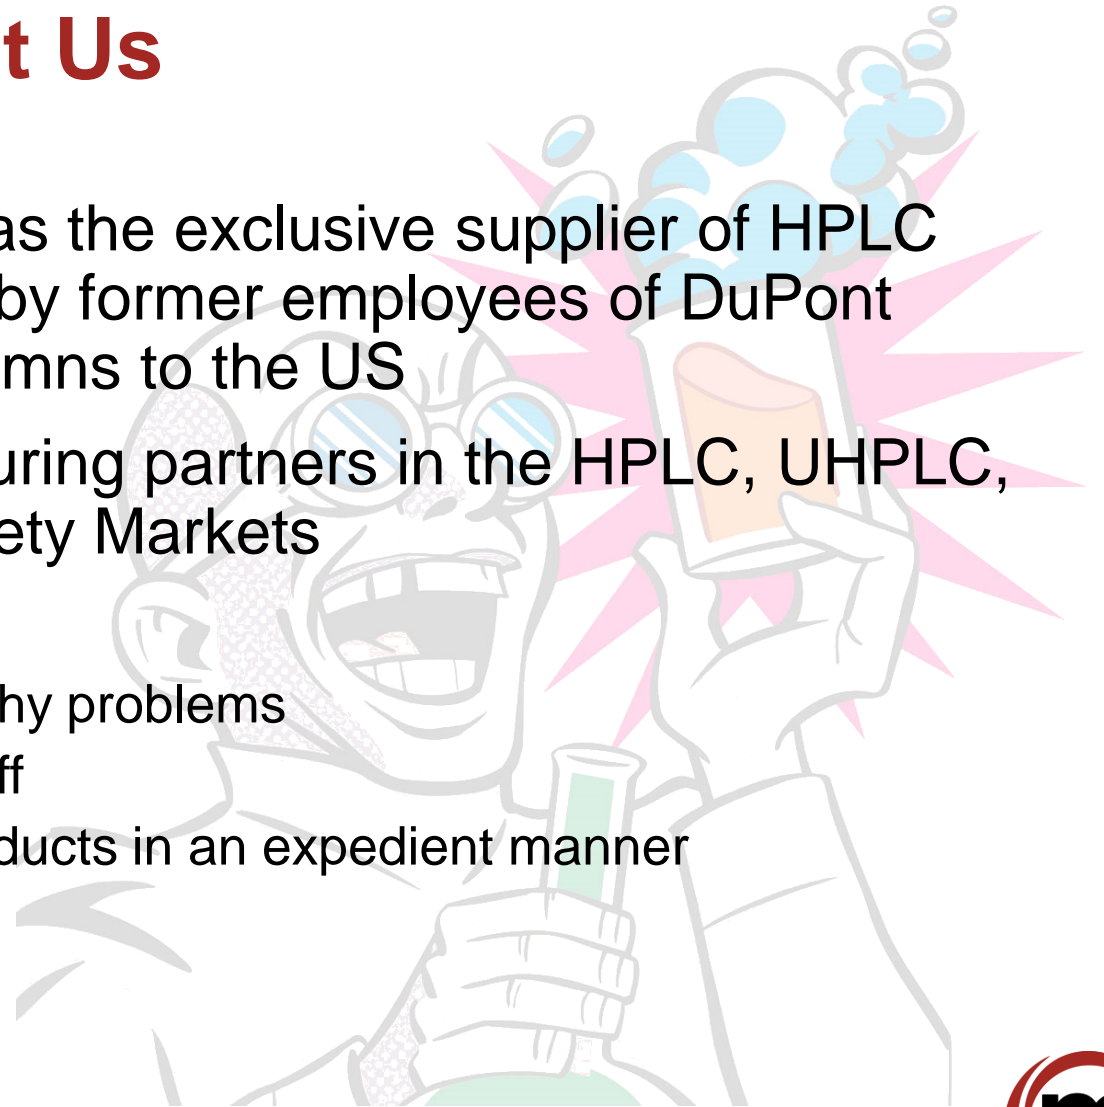 t Us
as the exclusive supplier of HPLC
by former employees of DuPont
mns to the US
uring partners in the HPLC, UHPLC,
ety Markets
hy problems
ff
ducts in an expedient manner